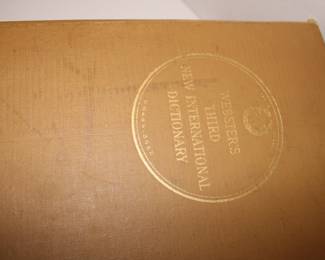 WEBSTER'S
THIRD
NEW INTERNATIONAL
DICTIONARY